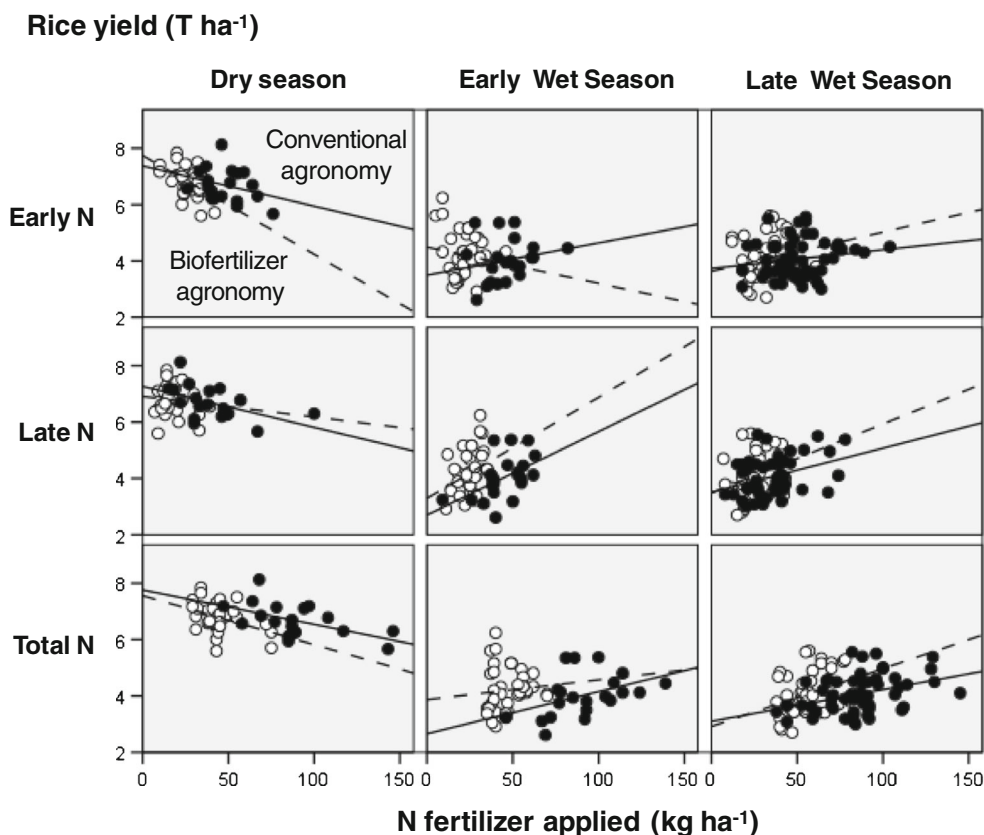 Rice yield (T ha-1)
Dry season
Early Wet Season
Late Wet Season
Early N
8
6
4
2
Conventional
agronomy
Biofertilizer
agronomy
Late N
8
6
4
2
Total N
8
6
4
2
0 50 100 150
0 50 100 150
0 50 100 150
N fertilizer applied (kg ha-1)